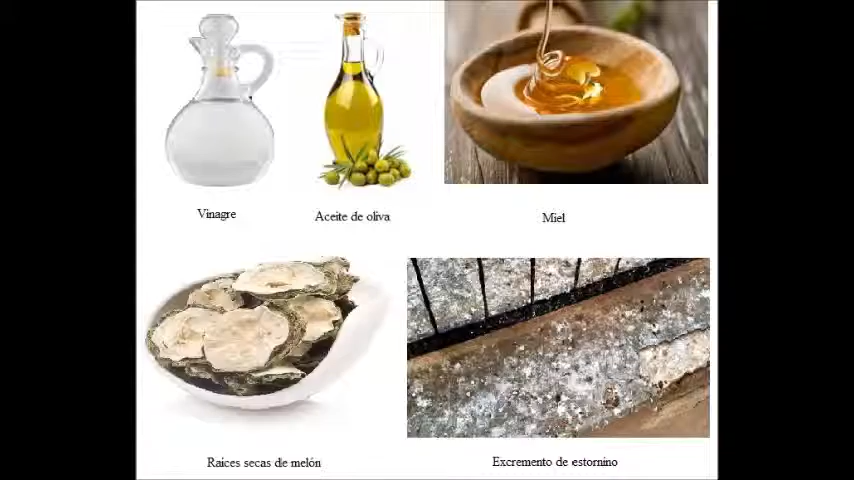 Vinagre
Aceite de oliva
Miel
Raíces secas de melón
Excremento de estornino